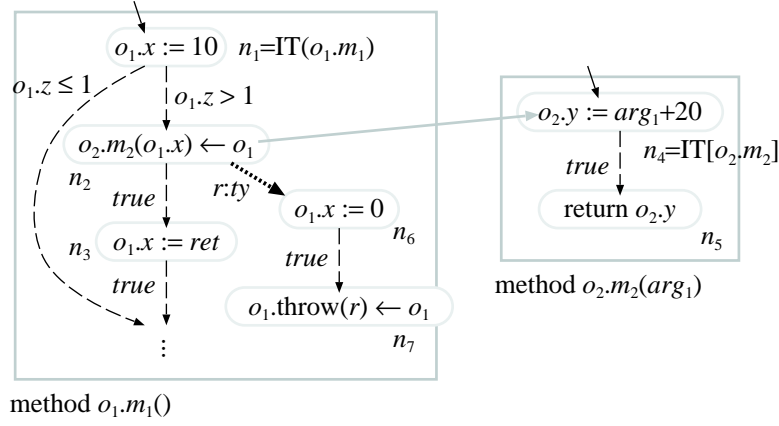 o₁.x := 10
n₁=IT(o₁.m₁)
o₁.z ≤ 1
o₁.z > 1
o₂.m₂(o₁.x) ← o₁
n₂
true
r:ty
n₃
o₁.x := ret
true
⋮
o₁.x := 0
n₆
true
o₁.throw(r) ← o₁
n₇
method o₁.m₁()
o₂.y := arg₁+20
n₄=IT[o₂.m₂]
true
return o₂.y
n₅
method o₂.m₂(arg₁)